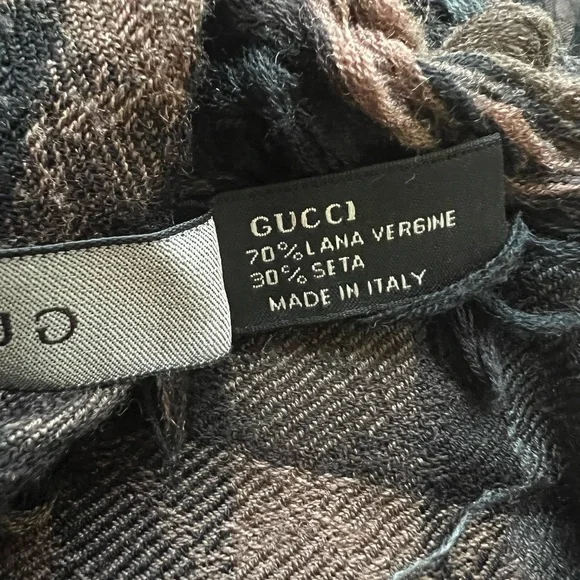 GUCCI
70% LANA VERGINE
30% SETA
MADE IN ITALY